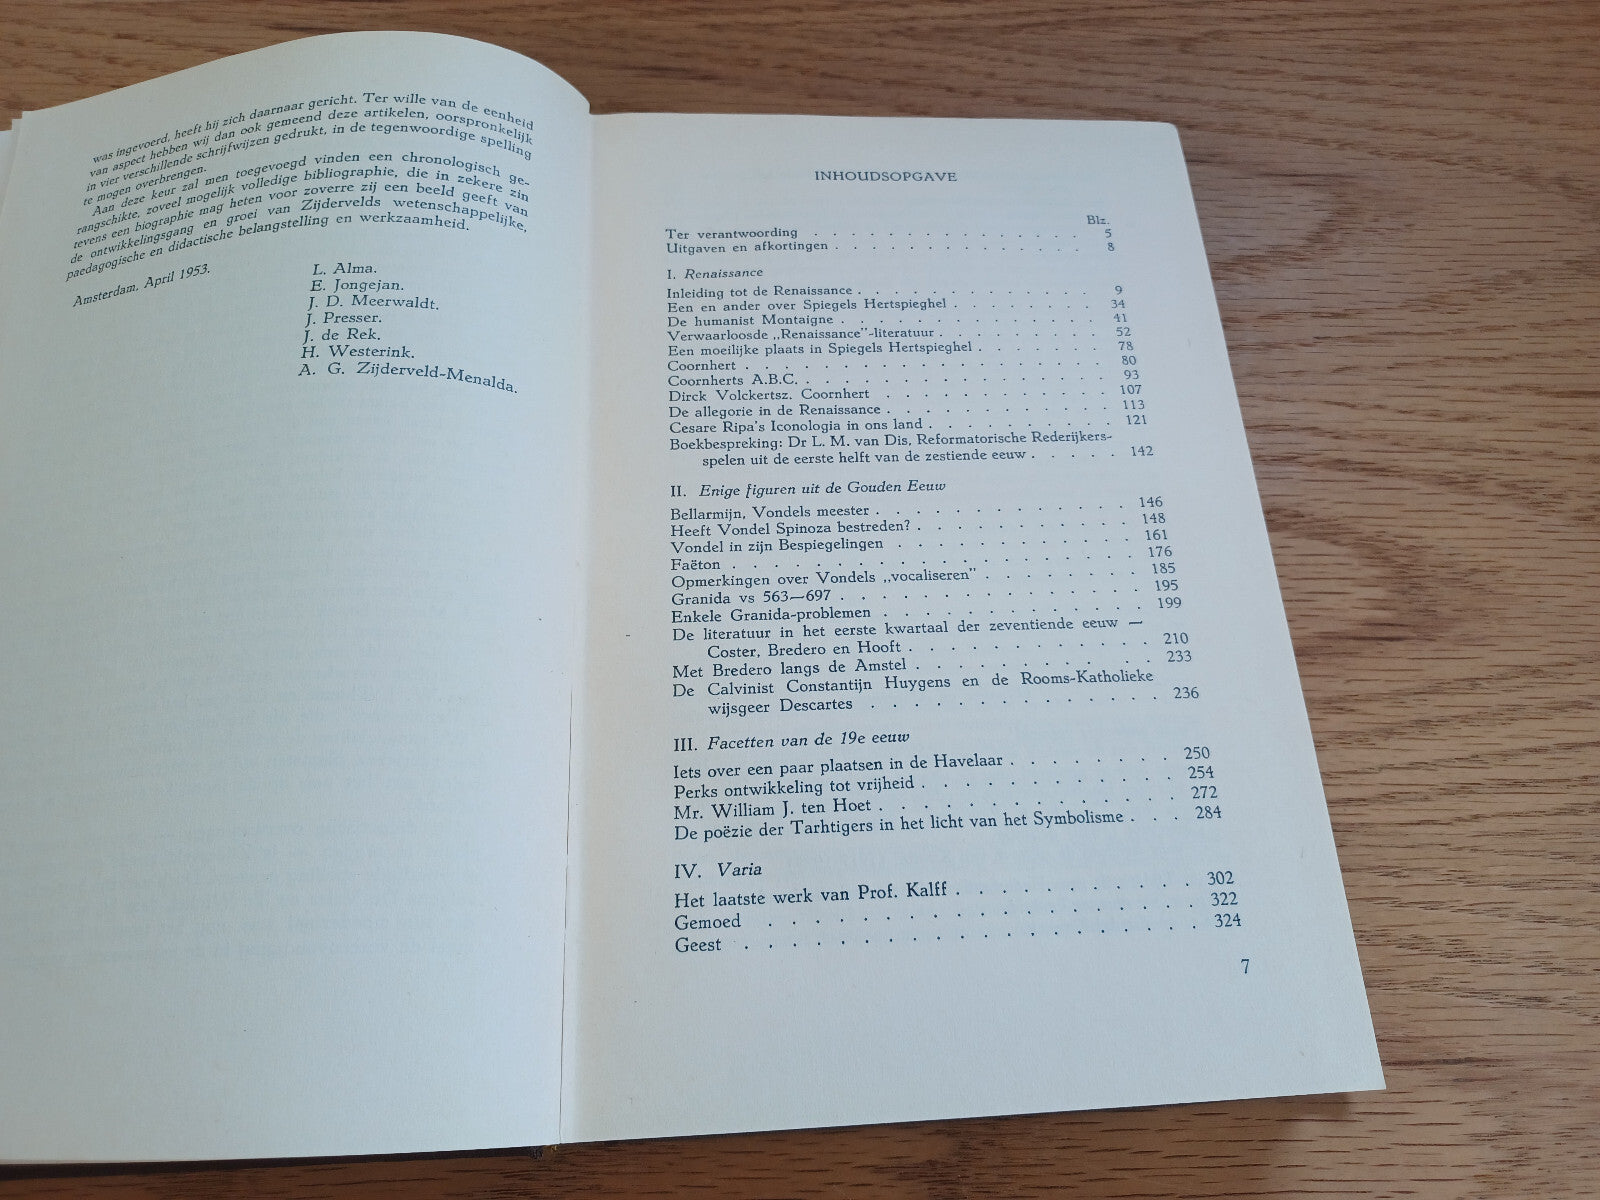 was ingevoerd, heeft hij zich daarnaar gericht. Ter wille van de eenheid
van aspect hebben wij dan ook gemeend deze artikelen, oorspronkelijk
in vier verschillende schrijfwijzen gedrukt, in de tegenwoordige spelling
te mogen overbrengen.
Aan deze keur zal men toegevoegd vinden een chronologisch ge-
rangschikte, zoveel mogelijk volledige bibliographie, die in zekere zin
tevens een biographie mag heten voor zoverre zij een beeld geeft van
de ontwikkelingsgang en groei van Zijdervelds wetenschappelijke,
paedagogische en didactische belangstelling en werkzaamheid.
Amsterdam, April 1953.
L. Alma.
E. Jongejan.
J. D. Meerwaldt.
J. Presser.
J. de Rek.
H. Westerink.
A. G. Zijderveld-Menalda.
INHOUDSOPGAVE
Blz.
Ter verantwoording . . . . . . . . . . . . . . 5
Uitgaven en afkortingen . . . . . . . . . . . . . 8
I. Renaissance
Inleiding tot de Renaissance . . . . . . . . . . . . 9
Een en ander over Spiegels Hertspieghel . . . . . . . . 34
De humanist Montaigne . . . . . . . . . . . . . 41
Verwaarloosde „Renaissance"-literatuur . . . . . . . . 52
Een moeilijke plaats in Spiegels Hertspieghel . . . . . . . 78
Coornhert . . . . . . . . . . . . . . . . . 80
Coornherts A.B.C. . . . . . . . . . . . . . . . 93
Dirck Volckertsz. Coornhert . . . . . . . . . . . 107
De allegorie in de Renaissance . . . . . . . . . . . 113
Cesare Ripa's Iconologia in ons land . . . . . . . . . 121
Boekbespreking: Dr L. M. van Dis, Reformatorische Rederijkers-
spelen uit de eerste helft van de zestiende eeuw . . . . . 142
II. Enige figuren uit de Gouden Eeuw
Bellarmijn, Vondels meester . . . . . . . . . . . . 146
Heeft Vondel Spinoza bestreden? . . . . . . . . . . 148
Vondel in zijn Bespiegelingen . . . . . . . . . . . 161
Faëton . . . . . . . . . . . . . . . . . . 176
Opmerkingen over Vondels „vocaliseren" . . . . . . . . 185
Granida vs 563—697 . . . . . . . . . . . . . . 195
Enkele Granida-problemen . . . . . . . . . . . . 199
De literatuur in het eerste kwartaal der zeventiende eeuw —
Coster, Bredero en Hooft . . . . . . . . . . . . 210
Met Bredero langs de Amstel . . . . . . . . . . . . 233
De Calvinist Constantijn Huygens en de Rooms-Katholieke
wijsgeer Descartes . . . . . . . . . . . . . 236
III. Facetten van de 19e eeuw
Iets over een paar plaatsen in de Havelaar . . . . . . . . 250
Perks ontwikkeling tot vrijheid . . . . . . . . . . . 254
Mr. William J. ten Hoet . . . . . . . . . . . . . 272
De poëzie der Tarhtigers in het licht van het Symbolisme . . . 284
IV. Varia
Het laatste werk van Prof. Kalff . . . . . . . . . . . 302
Gemoed . . . . . . . . . . . . . . . . . . 322
Geest . . . . . . . . . . . . . . . . . . . 324
7